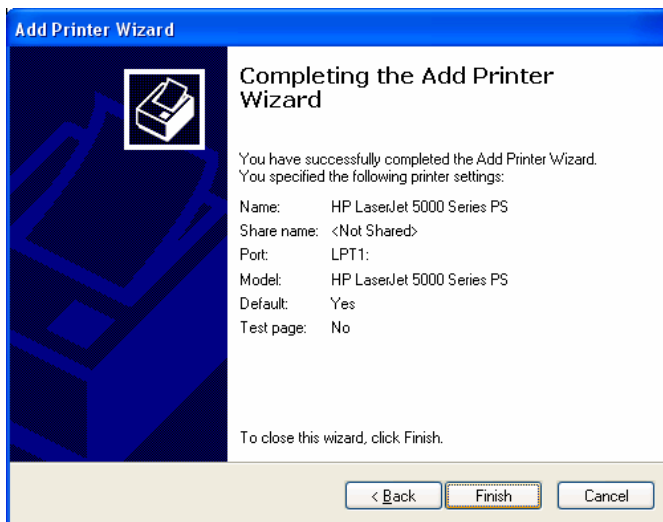 Add Printer Wizard
Completing the Add Printer
Wizard
You have successfully completed the Add Printer Wizard.
You specified the following printer settings:
Name: HP LaserJet 5000 Series PS
Share name: <Not Shared>
Port: LPT1:
Model: HP LaserJet 5000 Series PS
Default: Yes
Test page: No
To close this wizard, click Finish.
< Back Finish Cancel